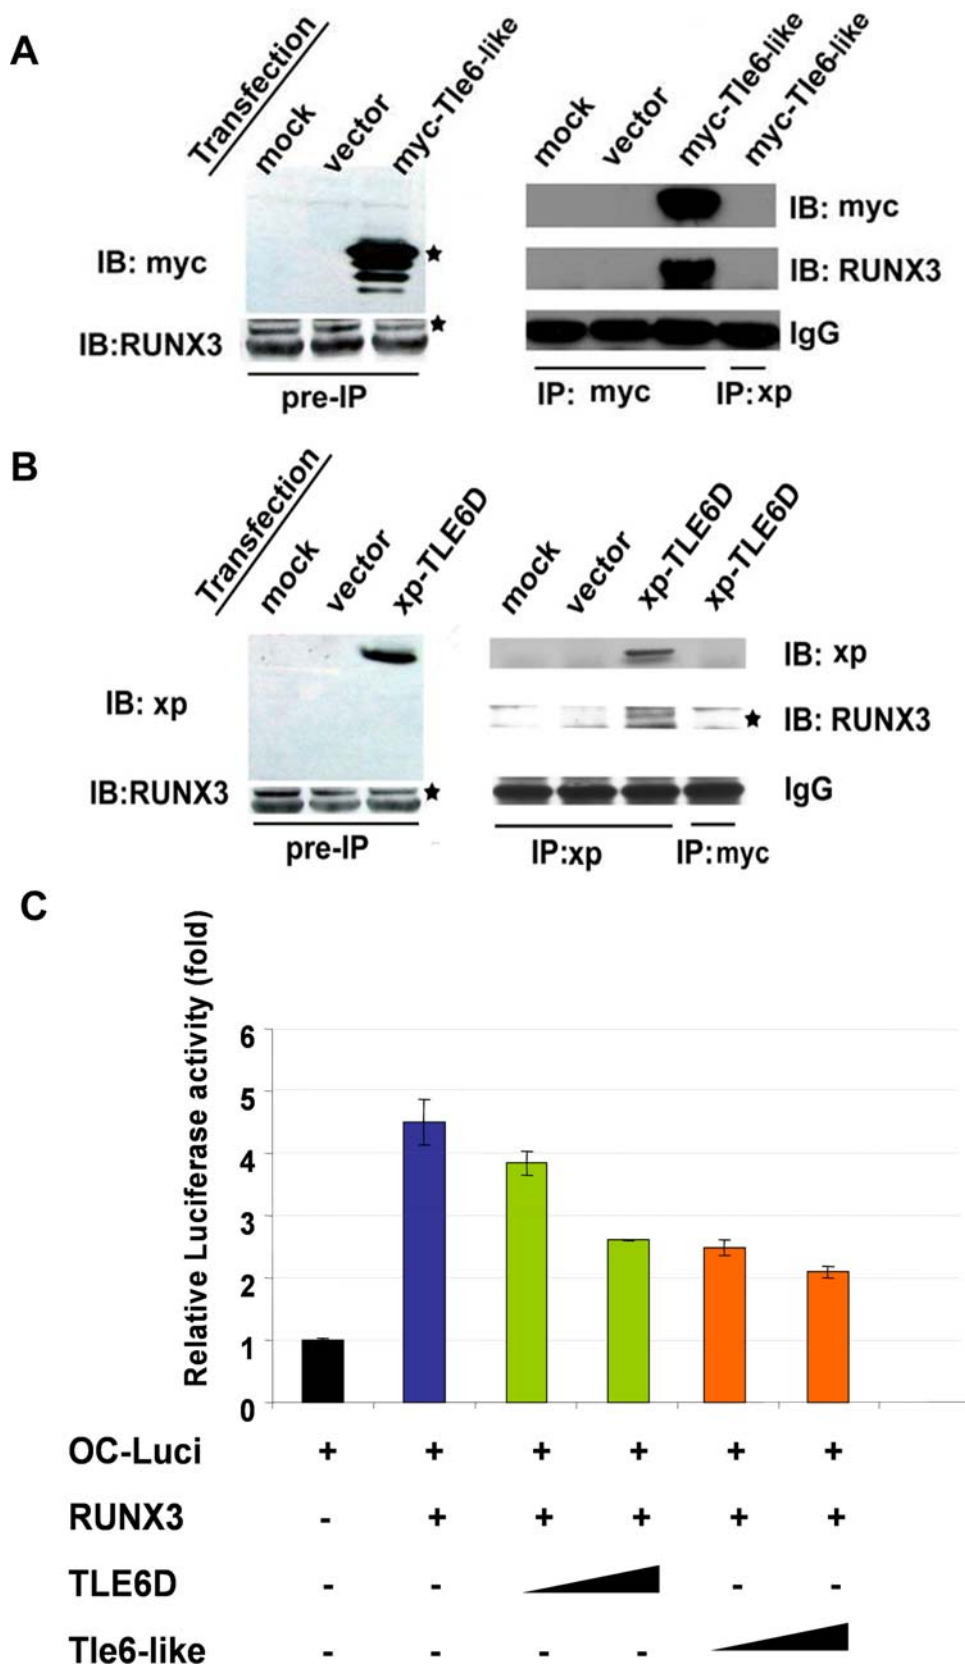 A
Transfection
mock
vector
myc-Tle6-like
mock
vector
myc-Tle6-like
myc-Tle6-like
IB: myc
IB:RUNX3
pre-IP
IB: myc
IB: RUNX3
IgG
IP: myc
IP:xp
B
Transfection
mock
vector
xp-TLE6D
mock
vector
xp-TLE6D
xp-TLE6D
IB: xp
IB:RUNX3
pre-IP
IB: xp
IB: RUNX3
IgG
IP:xp
IP:myc
C
Relative Luciferase activity (fold)
6
5
4
3
2
1
0
OC-Luci + + + + + +
RUNX3 - + + + + +
TLE6D - - - -
Tle6-like - - - -